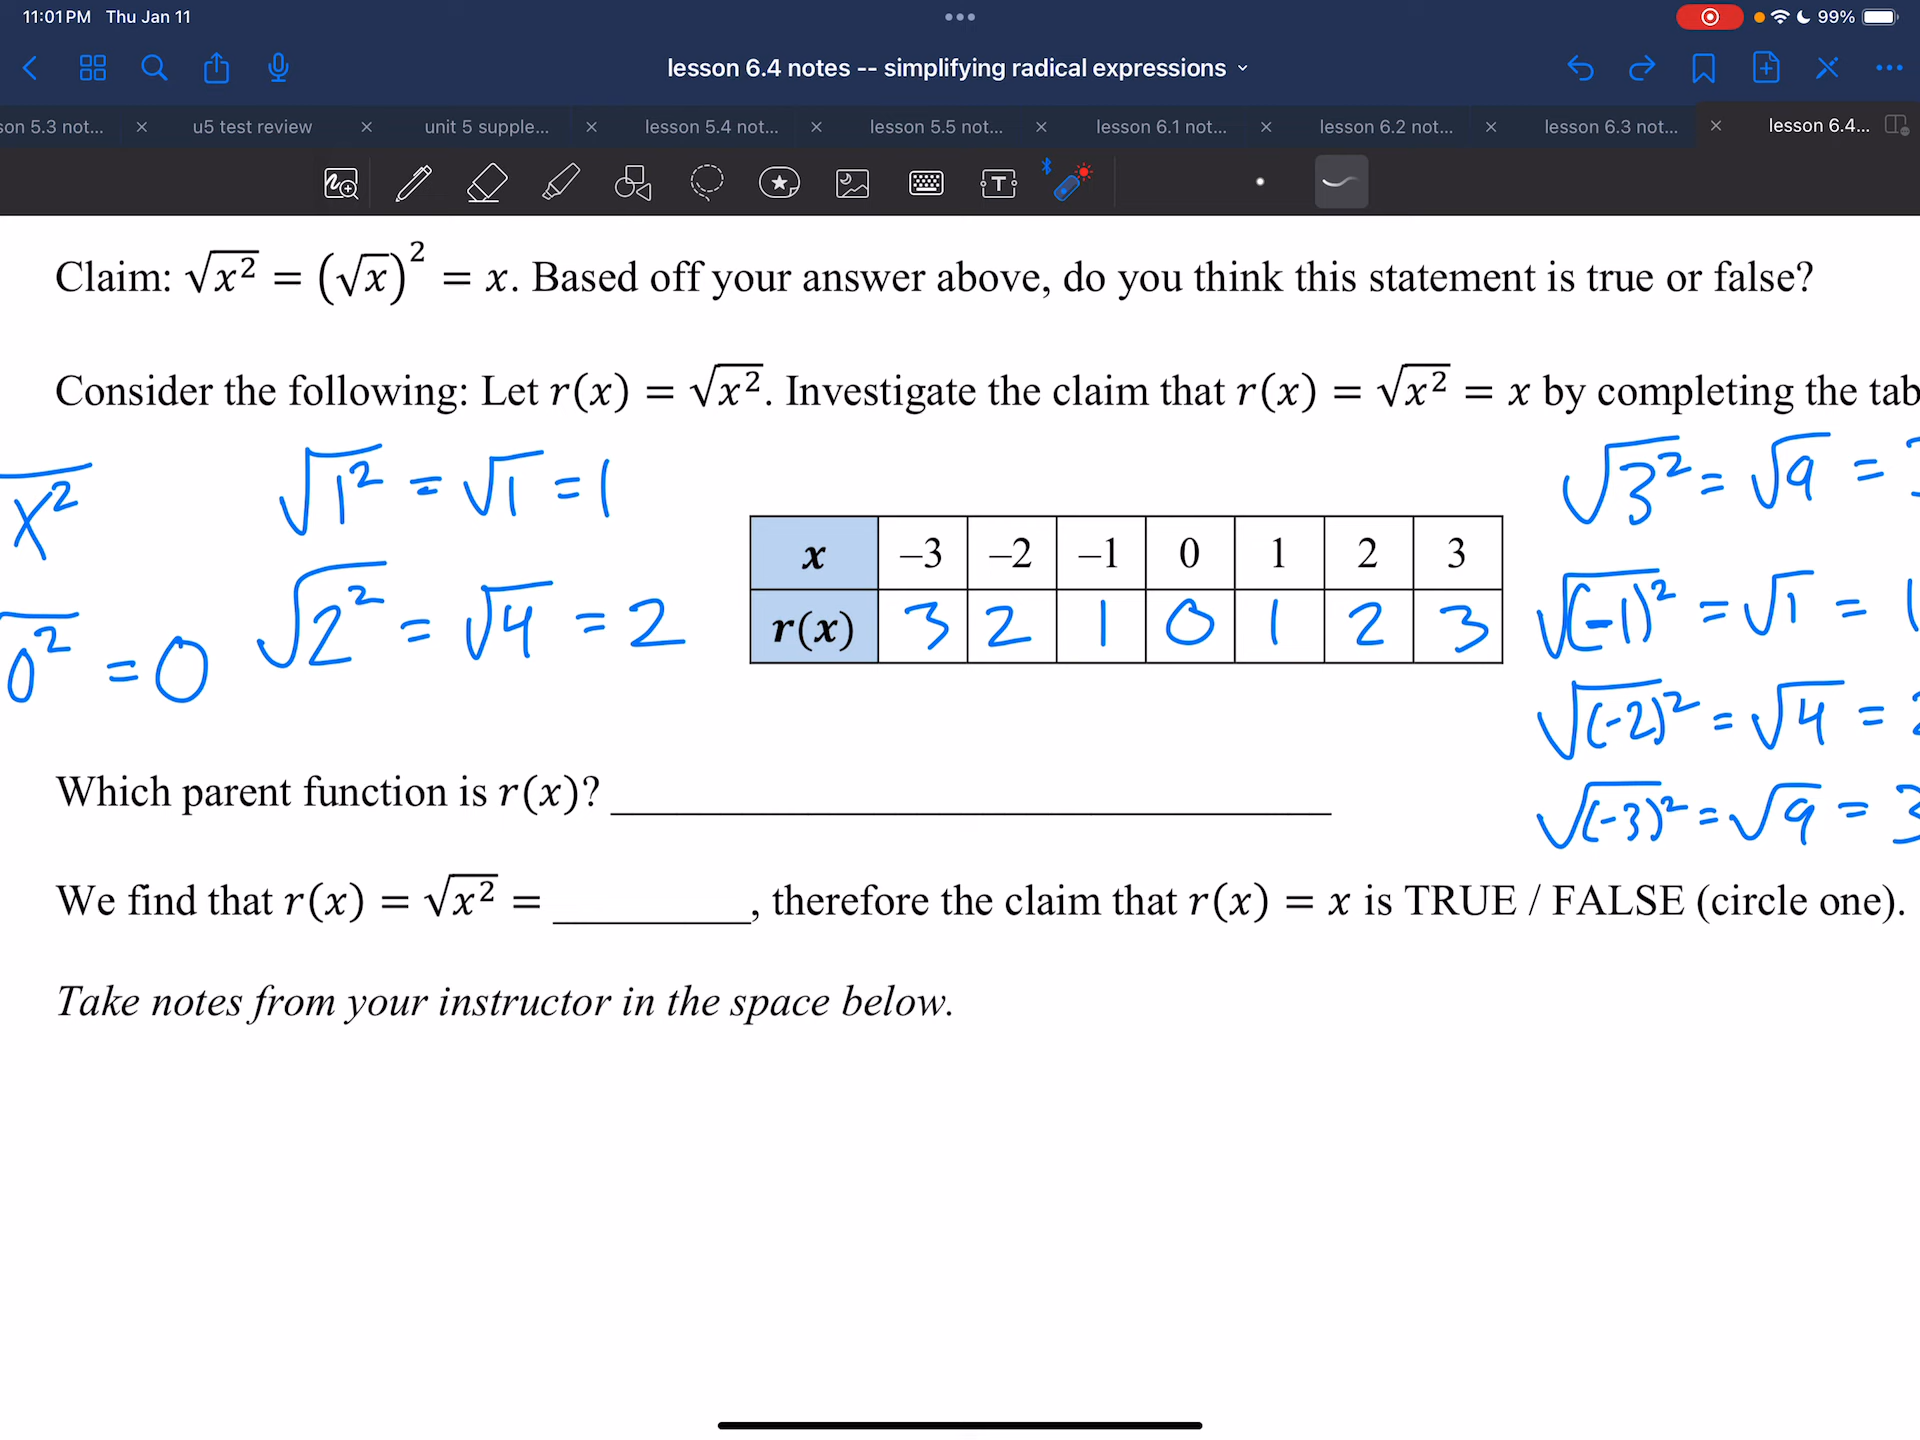 11:01 PM Thu Jan 11
99%
lesson 6.4 notes -- simplifying radical expressions
son 5.3 not... u5 test review unit 5 supple... lesson 5.4 not... lesson 5.5 not... lesson 6.1 not... lesson 6.2 not... lesson 6.3 not... lesson 6.4...
Claim: √x² = (√x)² = x. Based off your answer above, do you think this statement is true or false?
Consider the following: Let r(x) = √x². Investigate the claim that r(x) = √x² = x by completing the tab
x²
0² = 0
√1² = √1 = 1
√2² = √4 = 2
x –3 –2 –1 0 1 2 3
r(x) 3 2 1 0 1 2 3
√3² = √9 =
√(-1)² = √1 = 1
√(-2)² = √4 = 2
√(-3)² = √9 = 3
Which parent function is r(x)? ____________________
We find that r(x) = √x² = ________, therefore the claim that r(x) = x is TRUE / FALSE (circle one).
Take notes from your instructor in the space below.